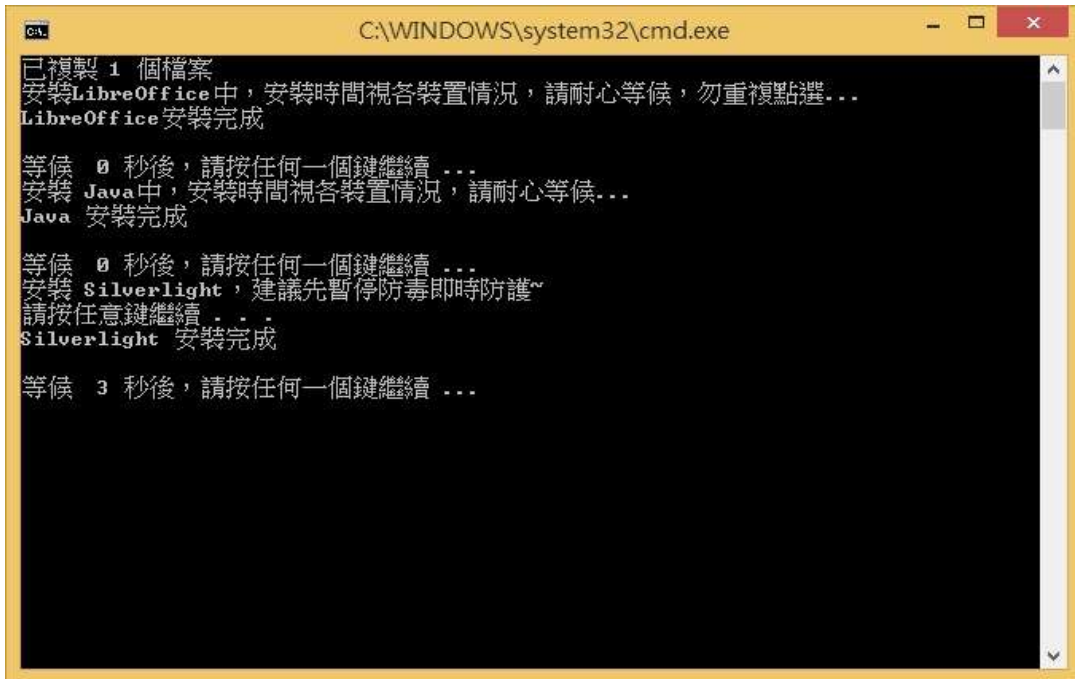 C:\WINDOWS\system32\cmd.exe
已複製 1 個檔案
安裝LibreOffice中，安裝時間視各裝置情況，請耐心等候，勿重複點選...
LibreOffice安裝完成
等候  0 秒後，請按任何一個鍵繼續 ...
安裝 Java中，安裝時間視各裝置情況，請耐心等候...
Java 安裝完成
等候  0 秒後，請按任何一個鍵繼續 ...
安裝 Silverlight，建議先暫停防毒即時防護~
請按任意鍵繼續 . . .
Silverlight 安裝完成
等候  3 秒後，請按任何一個鍵繼續 ...